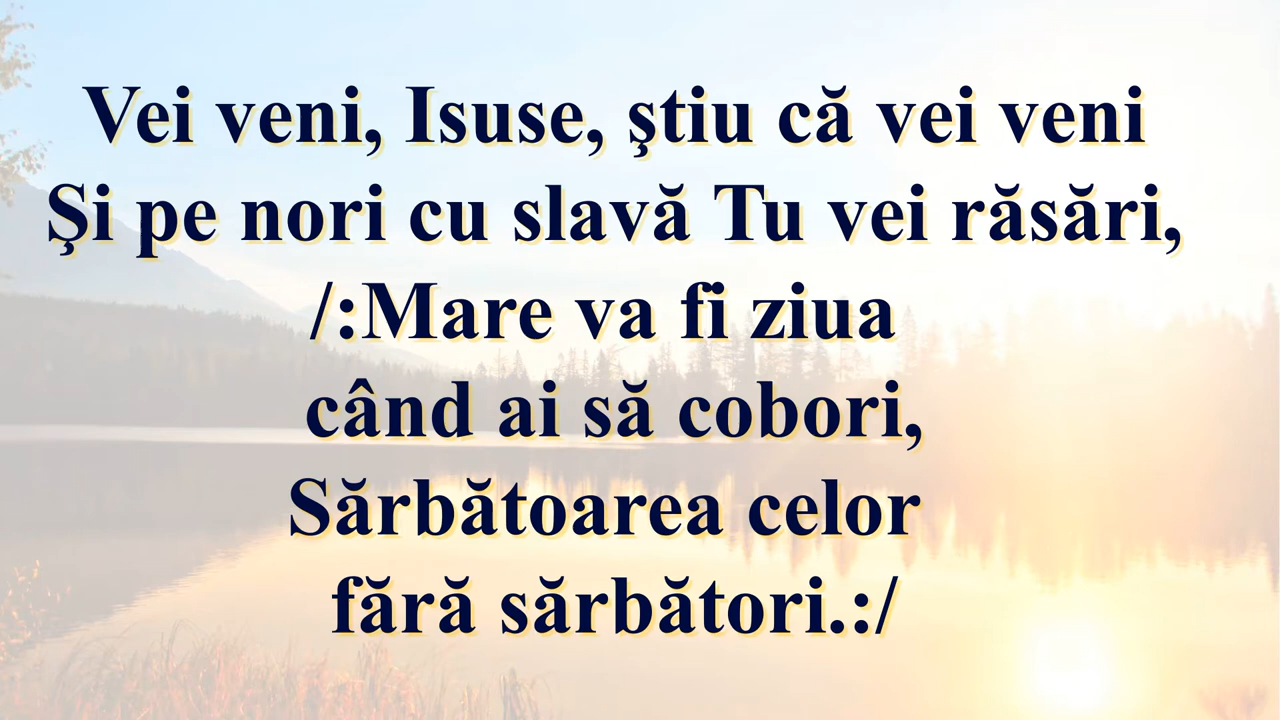 Vei veni, Isuse, ştiu că vei veni
Şi pe nori cu slavă Tu vei răsări,
/:Mare va fi ziua
când ai să cobori,
Sărbătoarea celor
fără sărbători.:/